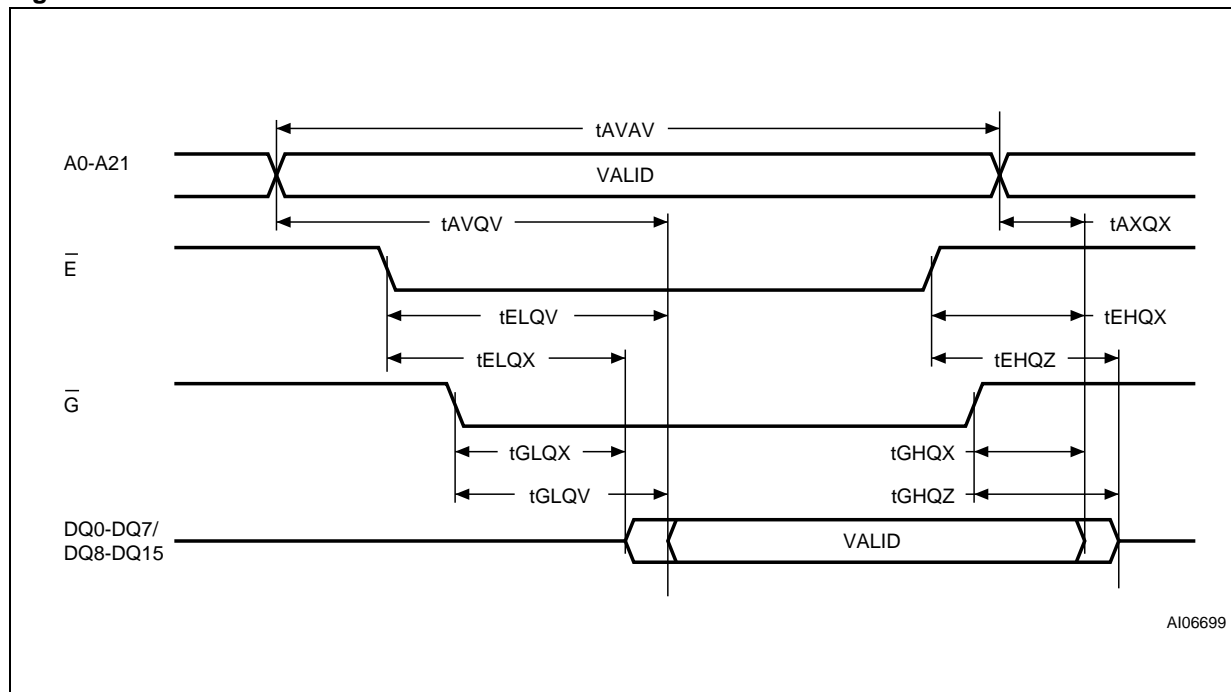 tAVAV
A0-A21
VALID
tAVQV
tAXQX
E
tELQV
tEHQX
tELQX
tEHQZ
G
tGLQX
tGHQX
tGLQV
tGHQZ
DQ0-DQ7/
DQ8-DQ15
VALID
AI06699